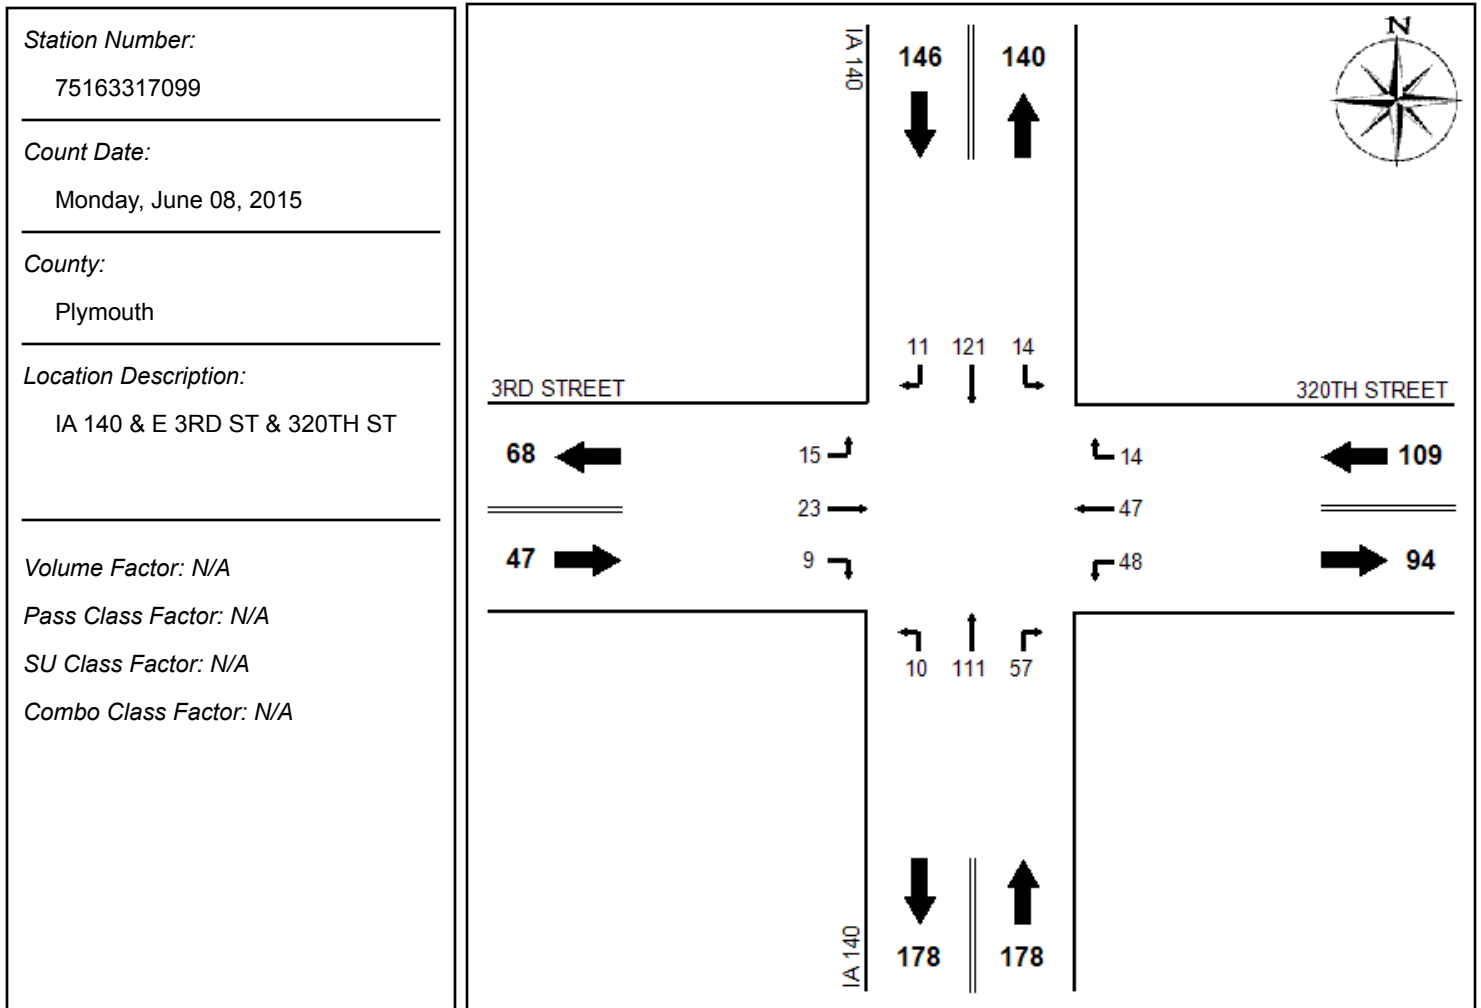 Station Number:
75163317099
Count Date:
Monday, June 08, 2015
County:
Plymouth
Location Description:
IA 140 & E 3RD ST & 320TH ST
Volume Factor: N/A
Pass Class Factor: N/A
SU Class Factor: N/A
Combo Class Factor: N/A
N
IA 140
146 140
11 121 14
3RD STREET
320TH STREET
68 15 14 109
23 47
47 9 48 94
10 111 57
IA 140
178 178